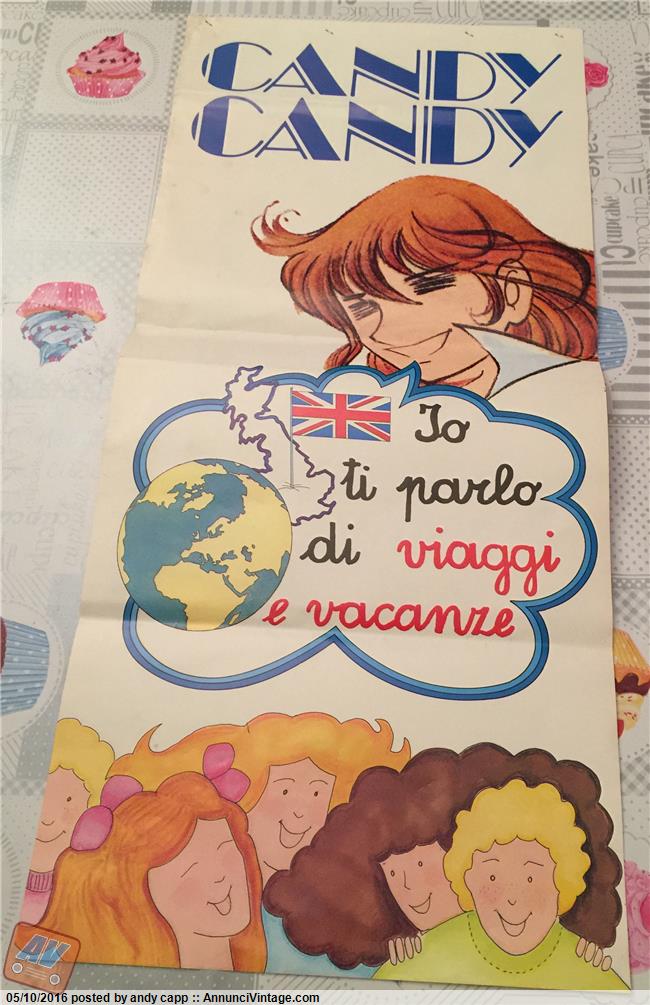 CANDY
CANDY
Io
ti parlo
di viaggi
e vacanze
AV
05/10/2016 posted by andy capp :: AnnunciVintage.com